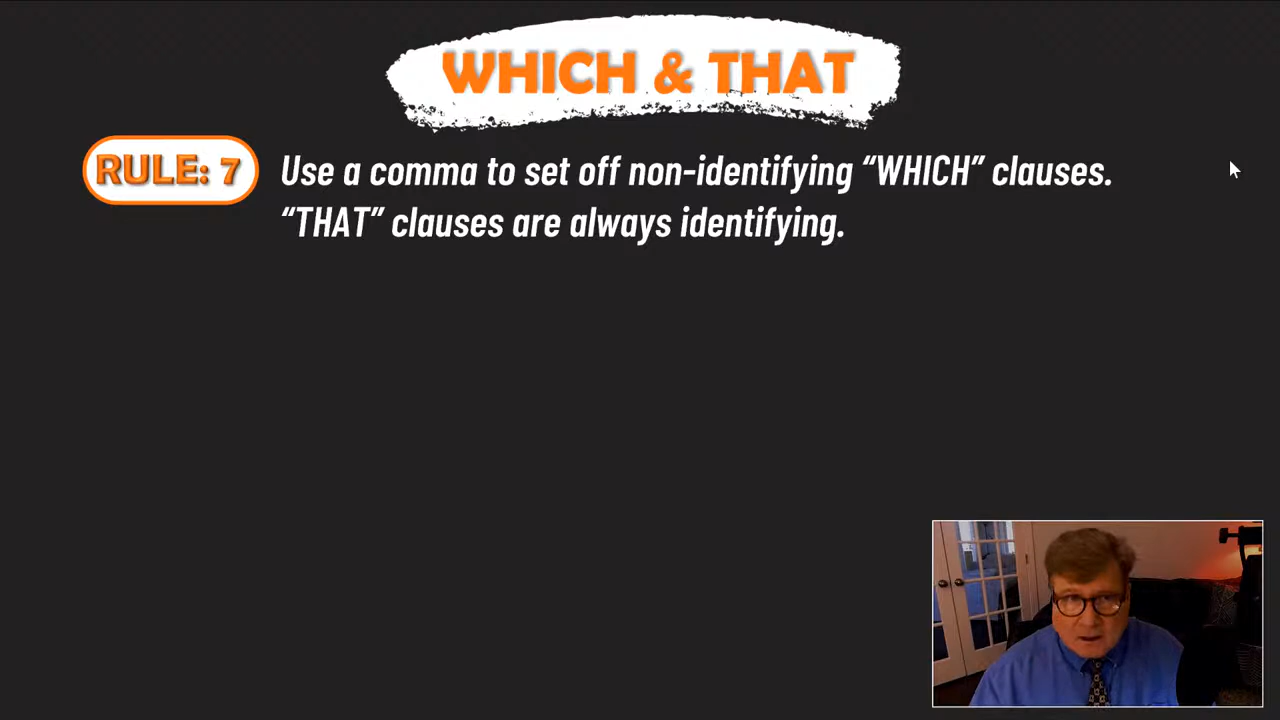 WHICH & THAT
RULE: 7
Use a comma to set off non-identifying “WHICH” clauses.
“THAT” clauses are always identifying.